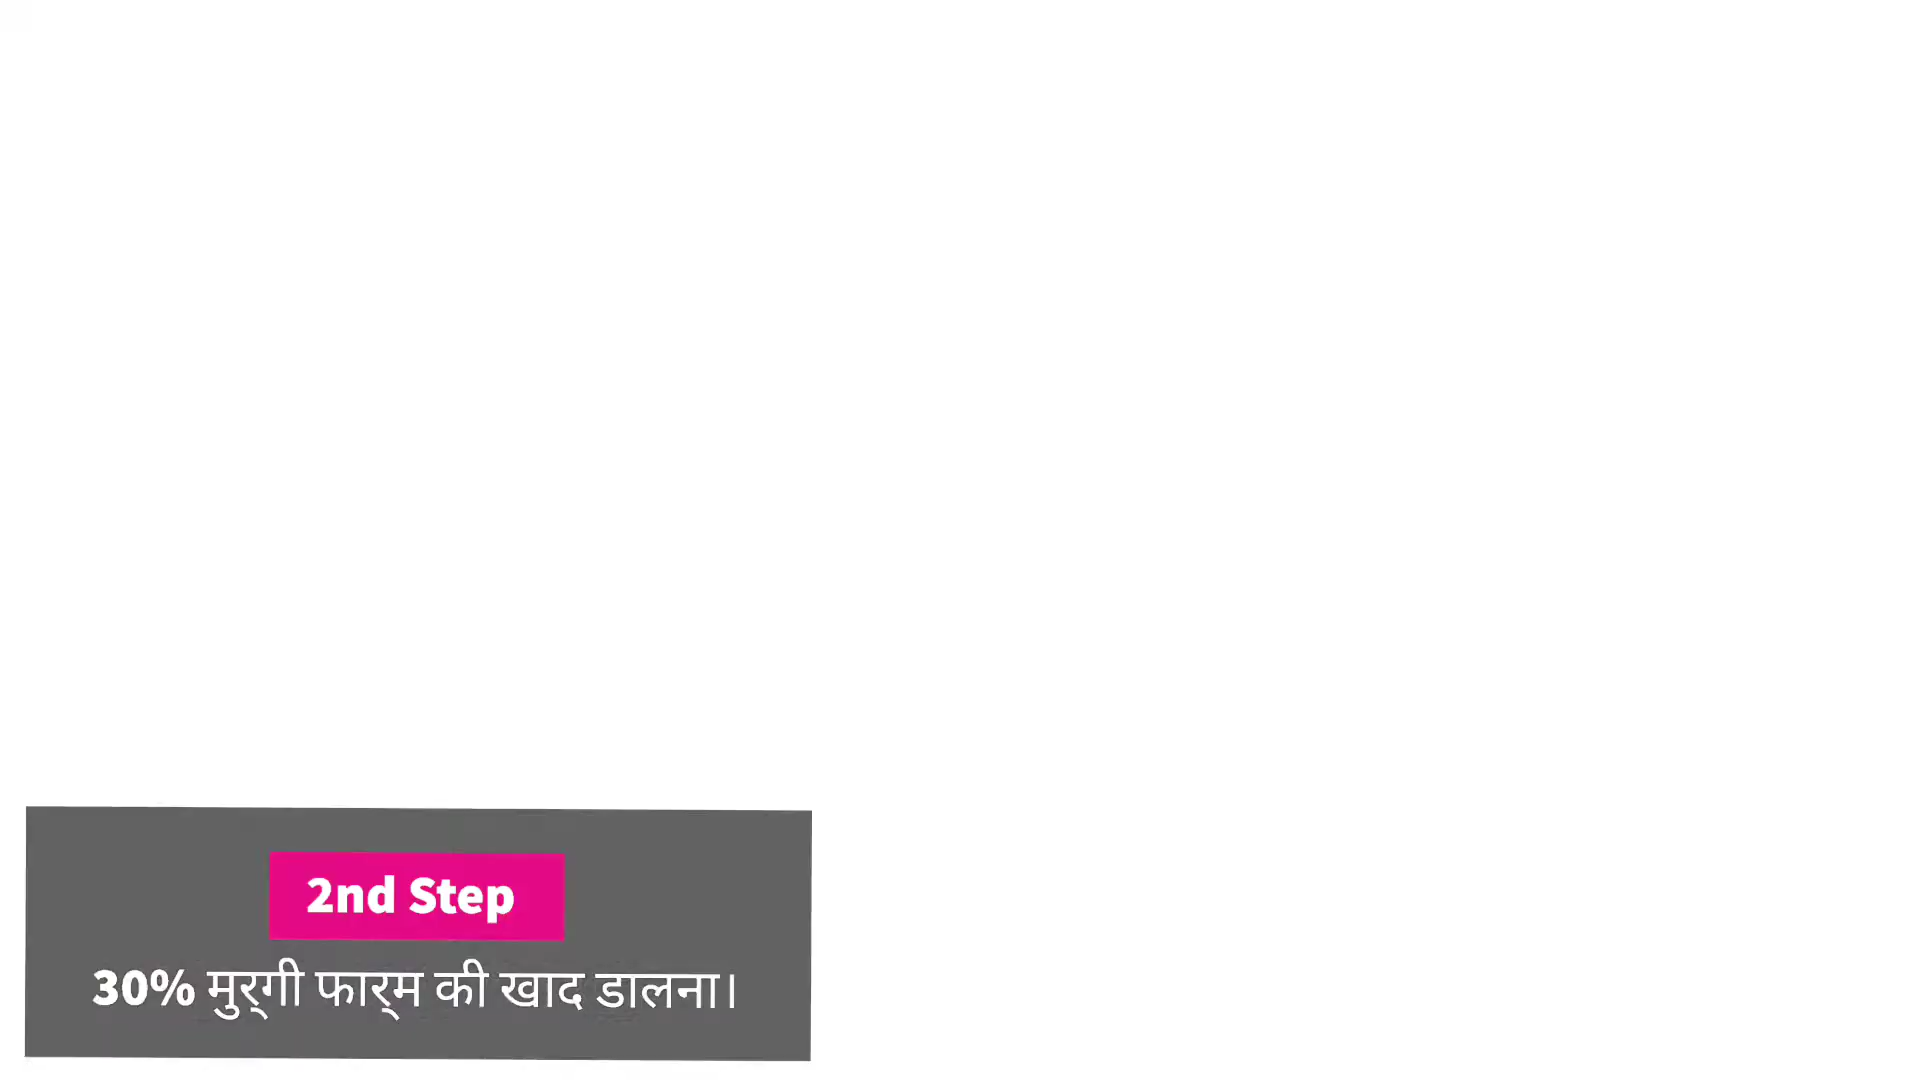 2nd Step
30% मुर्गी फार्म की खाद डालना।